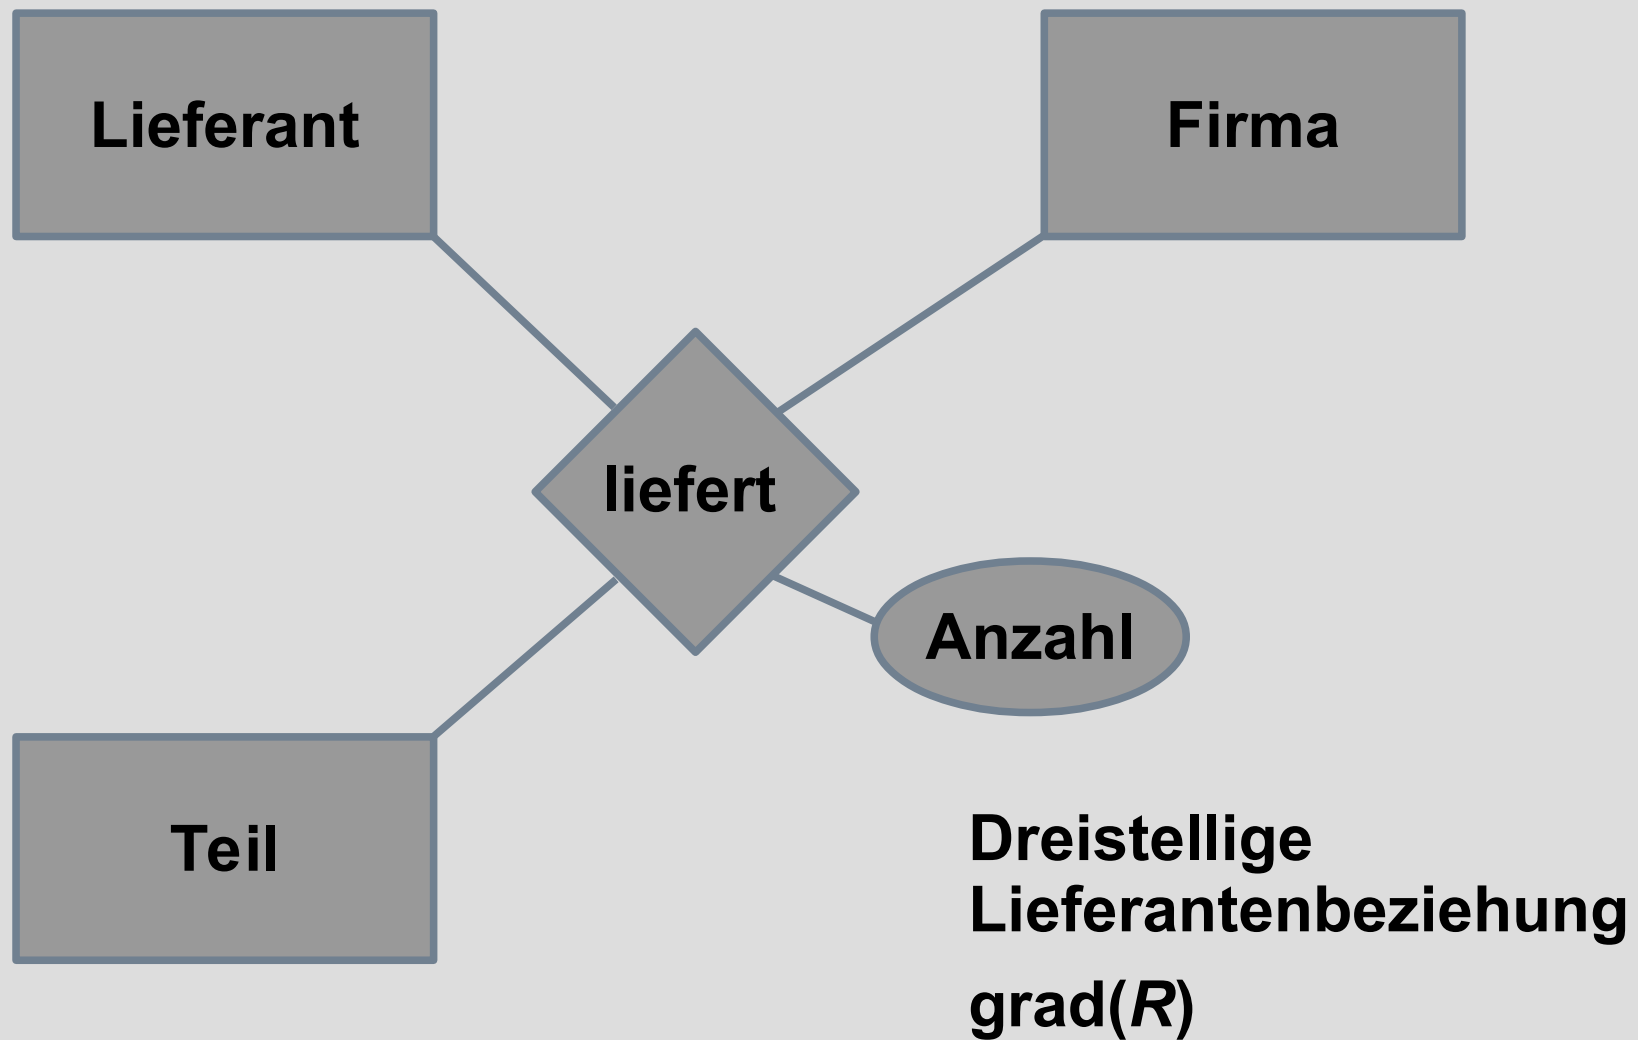 Lieferant
Firma
liefert
Anzahl
Teil
Dreistellige
Lieferantenbeziehung
grad(R)